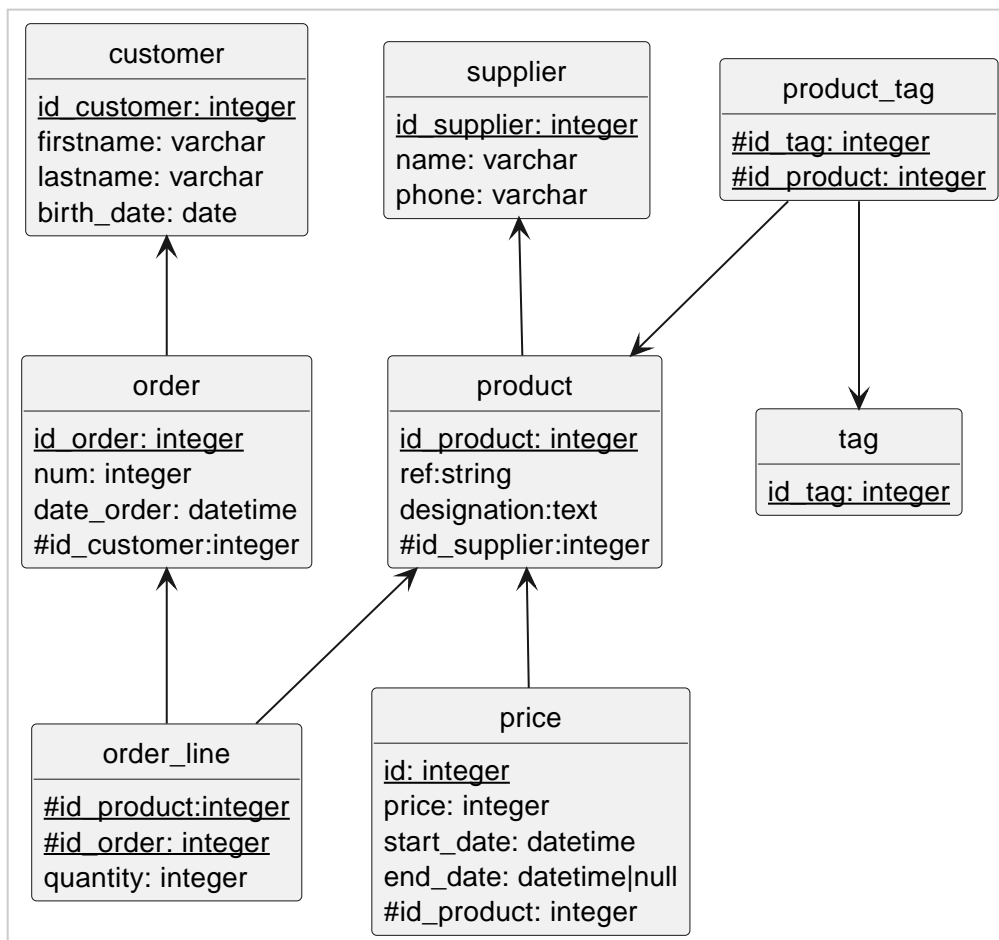 customer
id_customer: integer
firstname: varchar
lastname: varchar
birth_date: date
supplier
id_supplier: integer
name: varchar
phone: varchar
product_tag
#id_tag: integer
#id_product: integer
order
id_order: integer
num: integer
date_order: datetime
#id_customer:integer
product
id_product: integer
ref:string
designation:text
#id_supplier:integer
tag
id_tag: integer
order_line
#id_product:integer
#id_order: integer
quantity: integer
price
id: integer
price: integer
start_date: datetime
end_date: datetime|null
#id_product: integer